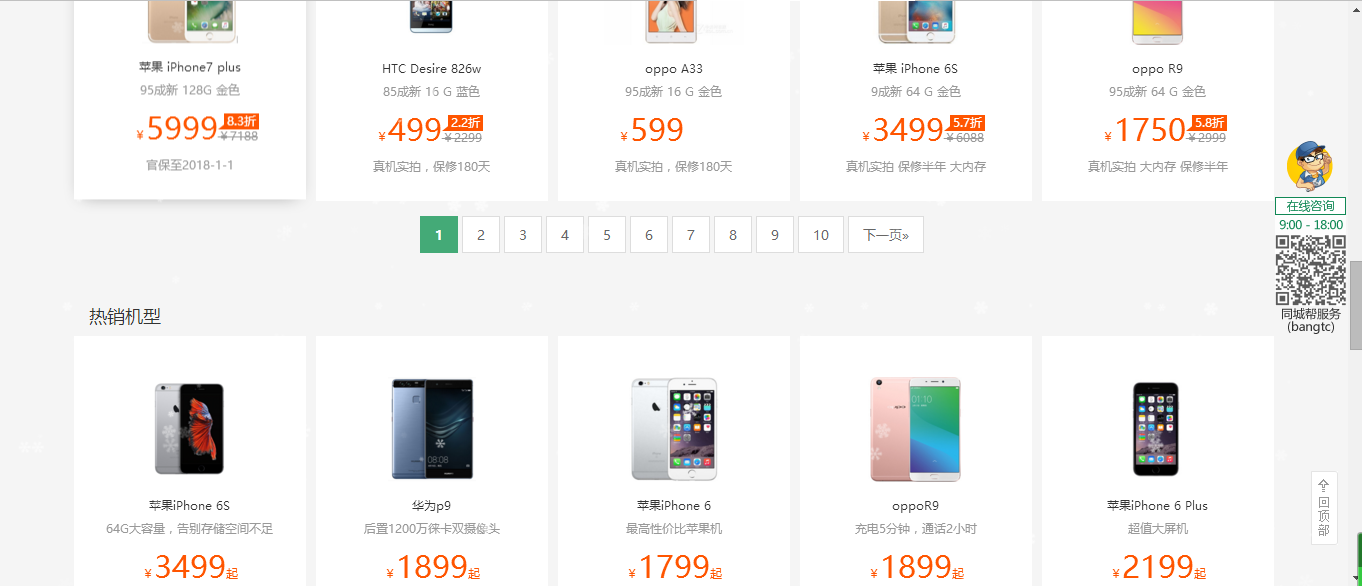 苹果 iPhone7 plus
95成新 128G 金色
¥5999 8.3折 ¥7188
官保至2018-1-1
HTC Desire 826w
85成新 16 G 蓝色
¥499 2.2折 ¥2299
真机实拍，保修180天
oppo A33
95成新 16 G 金色
¥599
真机实拍，保修180天
苹果 iPhone 6S
9成新 64 G 金色
¥3499 5.7折 ¥6088
真机实拍 保修半年 大内存
oppo R9
95成新 64 G 金色
¥1750 5.8折 ¥2999
真机实拍 大内存 保修半年
1 2 3 4 5 6 7 8 9 10 下一页»
在线咨询
9:00 - 18:00
同城帮服务
(bangtc)
热销机型
苹果iPhone 6S
64G大容量，告别存储空间不足
¥3499起
华为p9
后置1200万徕卡双摄像头
¥1899起
苹果iPhone 6
最高性价比苹果机
¥1799起
oppoR9
充电5分钟，通话2小时
¥1899起
苹果iPhone 6 Plus
超值大屏机
¥2199起
回
顶
部